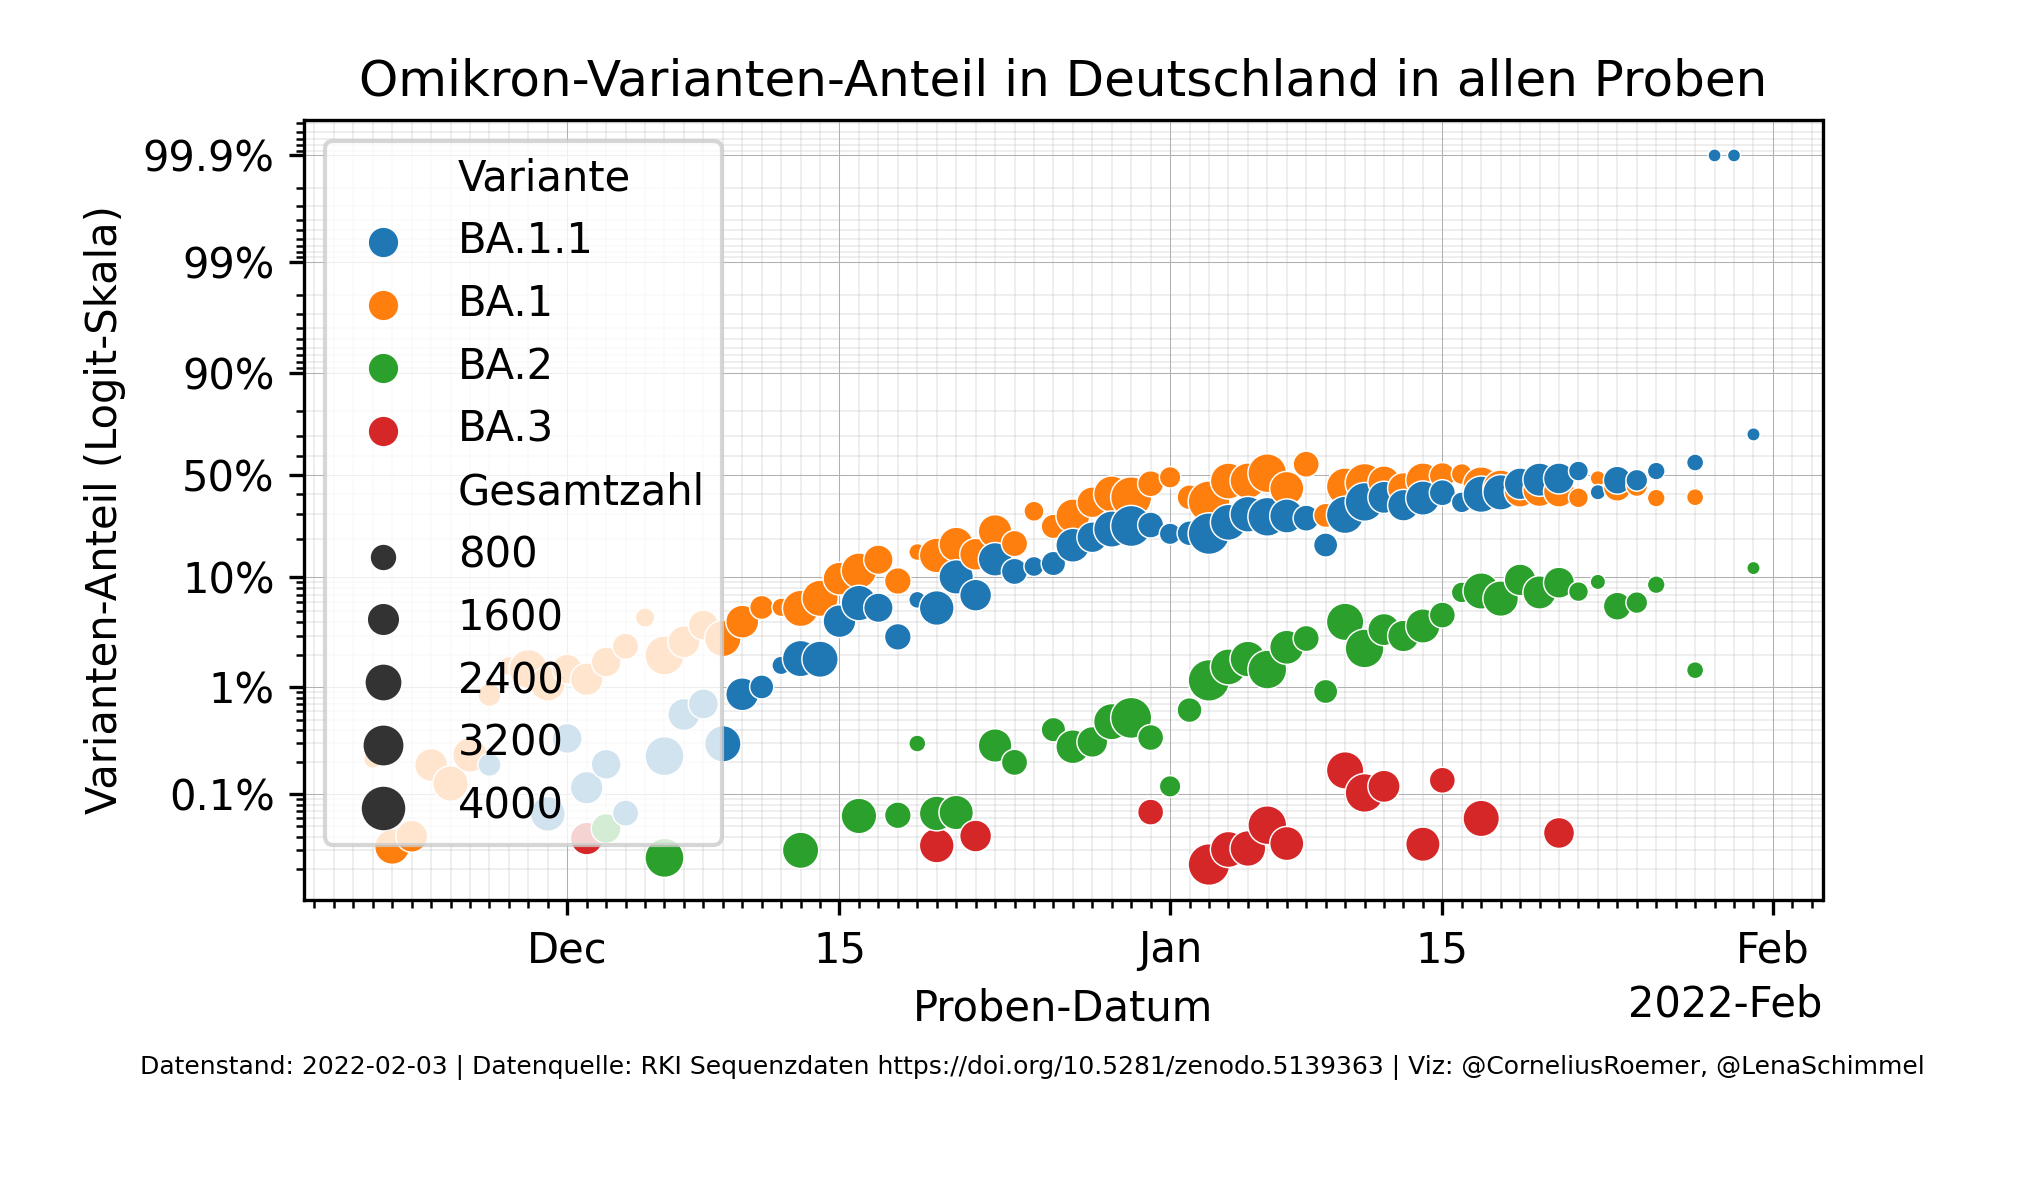 Omikron-Varianten-Anteil in Deutschland in allen Proben
Varianten-Anteil (Logit-Skala)
99.9%
99%
90%
50%
10%
1%
0.1%
Variante
BA.1.1
BA.1
BA.2
BA.3
Gesamtzahl
800
1600
2400
3200
4000
Dec 15 Jan 15 Feb
2022-Feb
Proben-Datum
Datenstand: 2022-02-03 | Datenquelle: RKI Sequenzdaten https://doi.org/10.5281/zenodo.5139363 | Viz: @CorneliusRoemer, @LenaSchimmel